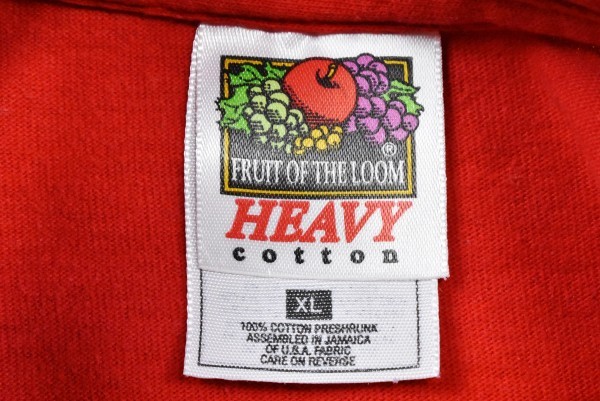 ®
FRUIT OF THE LOOM
HEAVY
cotton
XL
100% COTTON PRESHRUNK
ASSEMBLED IN JAMAICA
OF U.S.A. FABRIC
CARE ON REVERSE